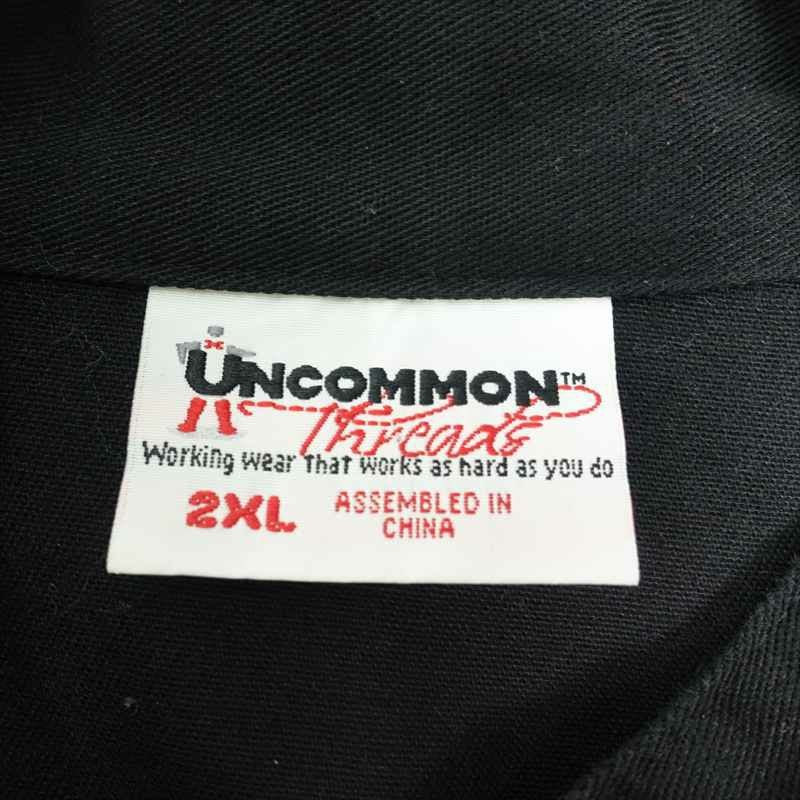 UNCOMMON™
Threads
Working wear that works as hard as you do
2XL
ASSEMBLED IN
CHINA